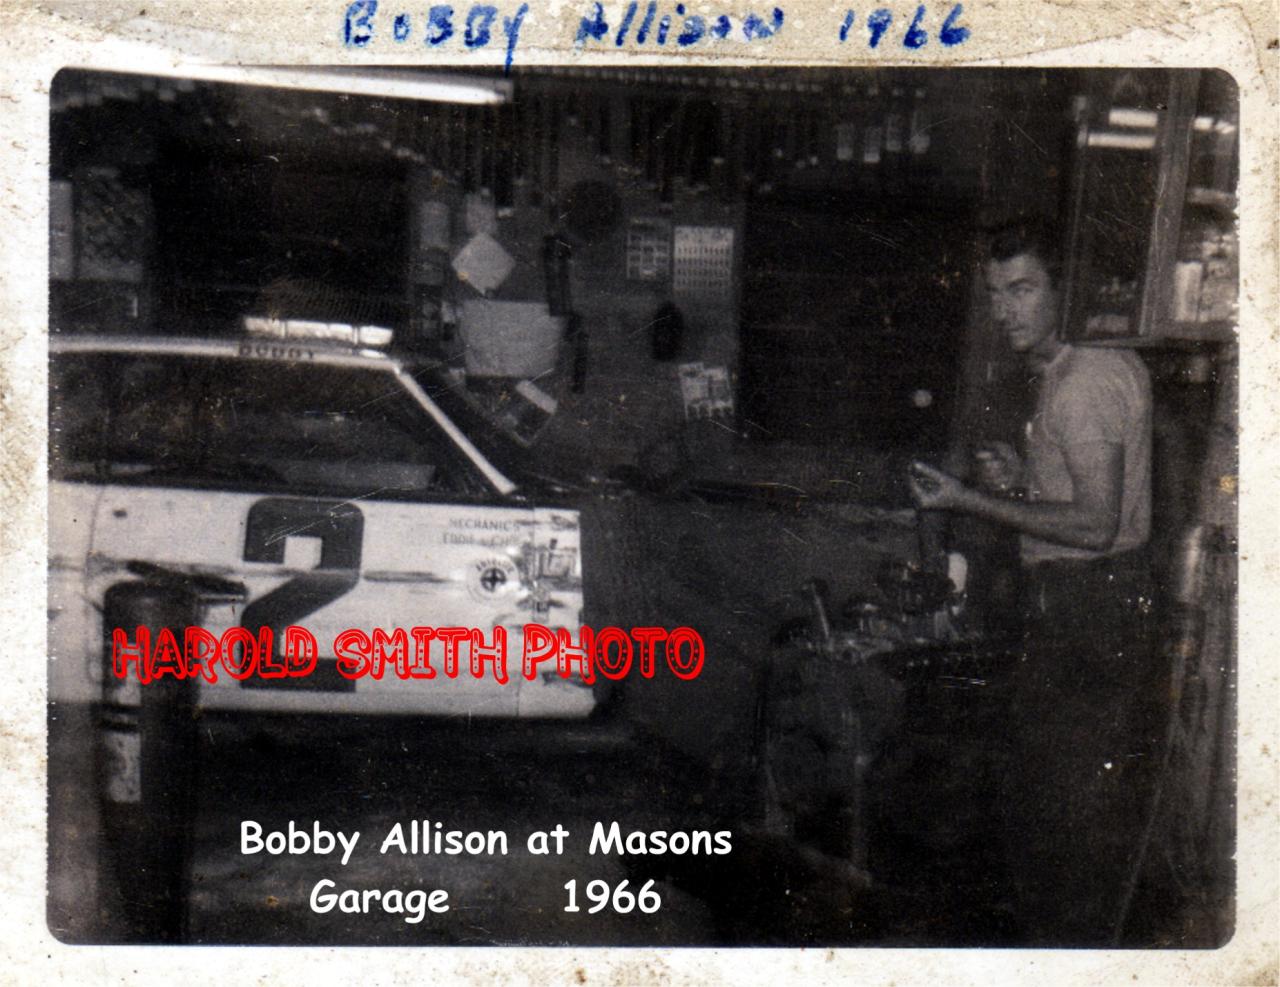 BOBBY Allison 1966
BOBBY
2
MECHANICS
HAROLD SMITH PHOTO
Bobby Allison at Masons
Garage 1966